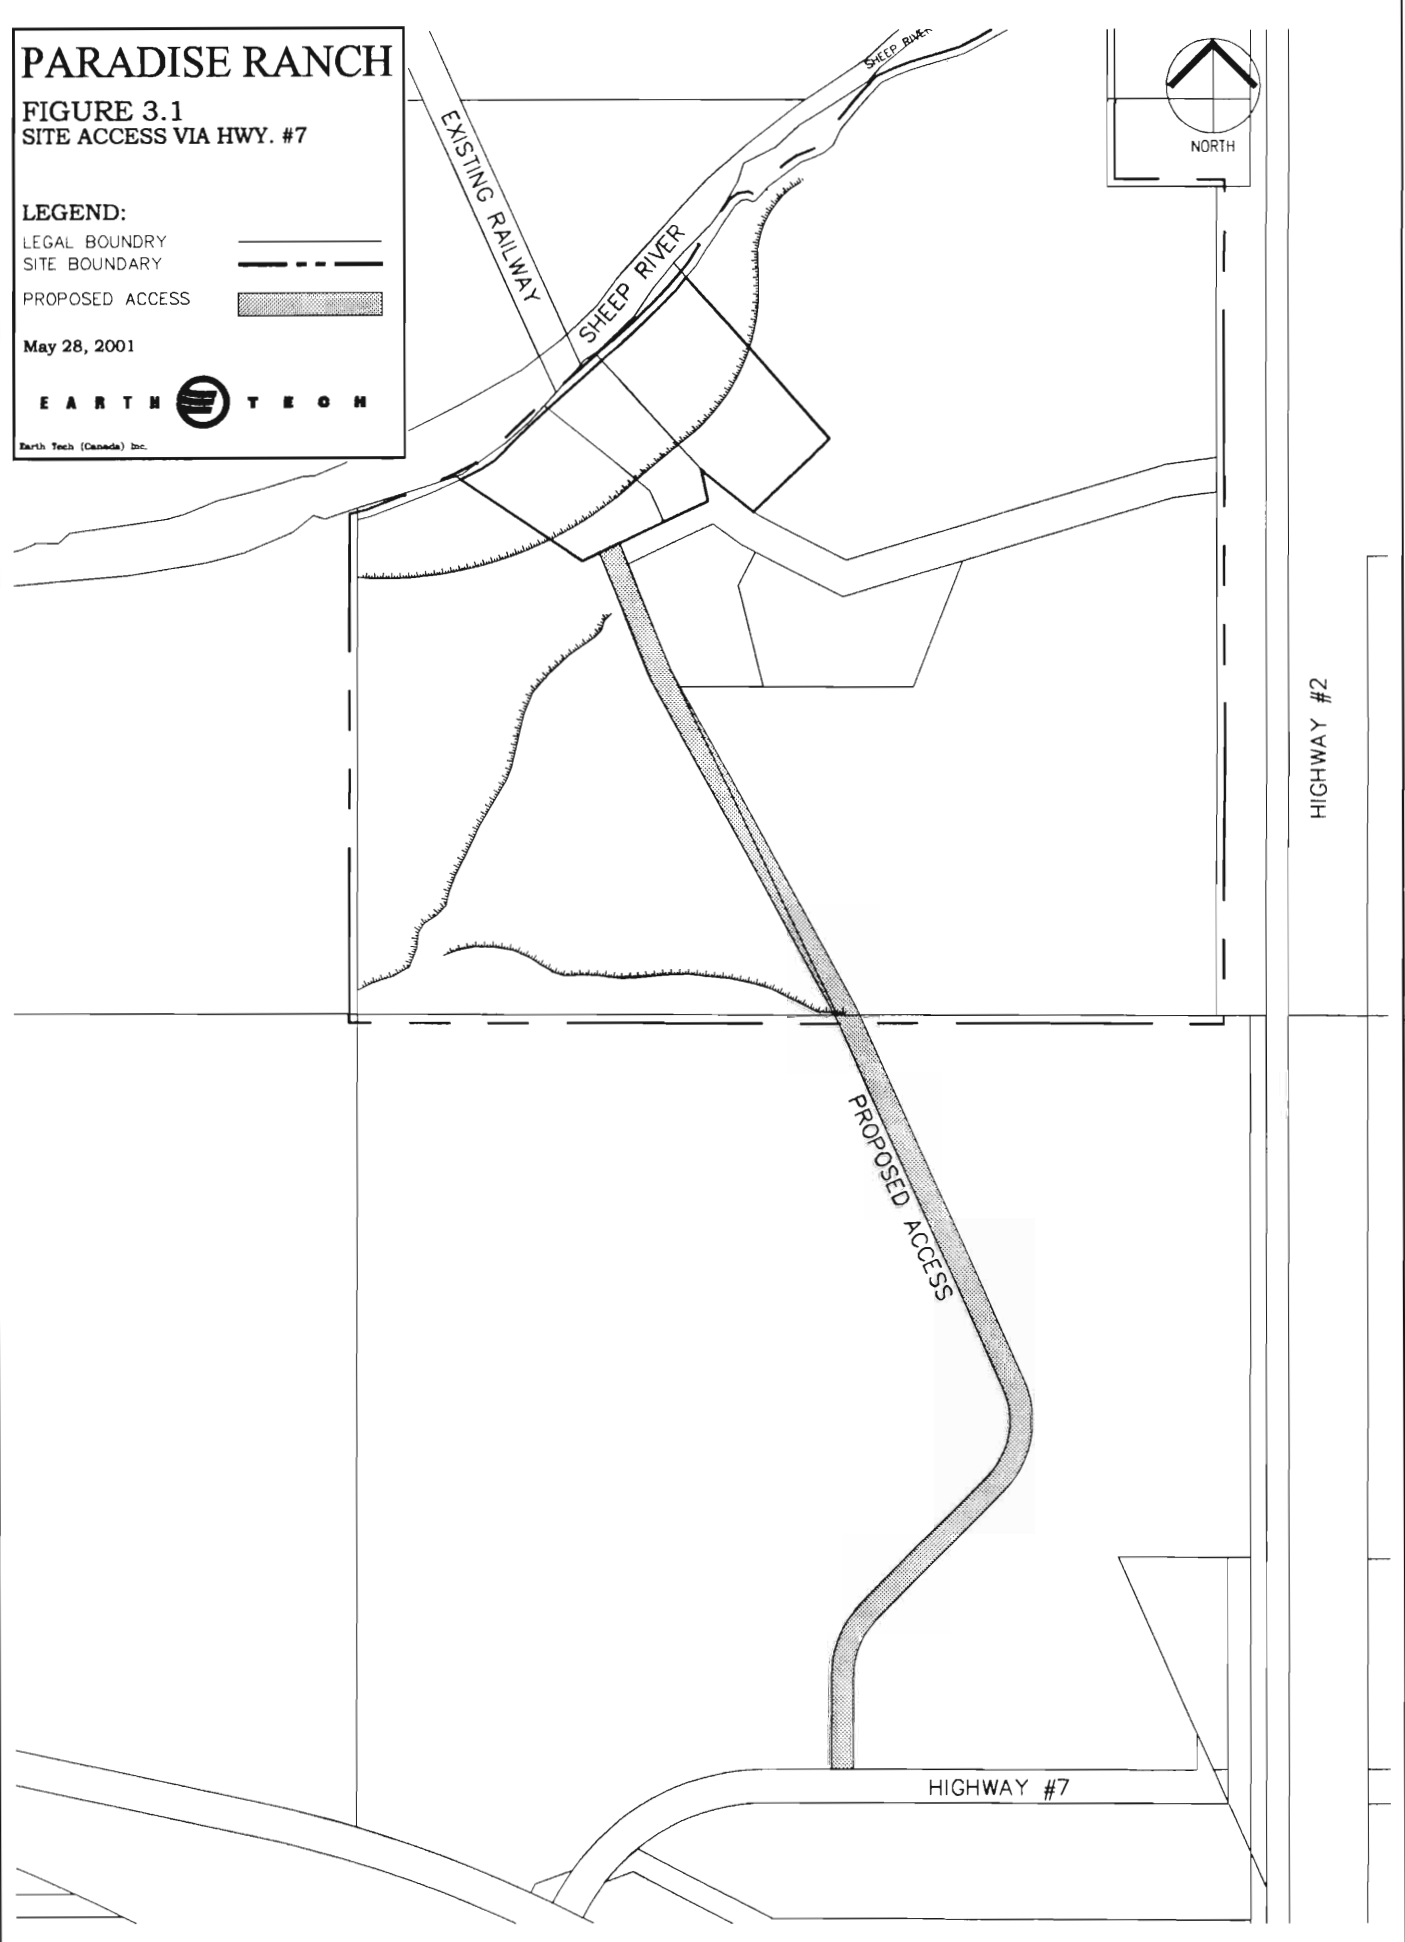 PARADISE RANCH
FIGURE 3.1
SITE ACCESS VIA HWY. #7
LEGEND:
LEGAL BOUNDRY
SITE BOUNDARY
PROPOSED ACCESS
May 28, 2001
EARTH TECH
Earth Tech (Canada) Inc.
EXISTING RAILWAY
SHEEP RIVER
SHEEP RIVER
NORTH
HIGHWAY #2
PROPOSED ACCESS
HIGHWAY #7